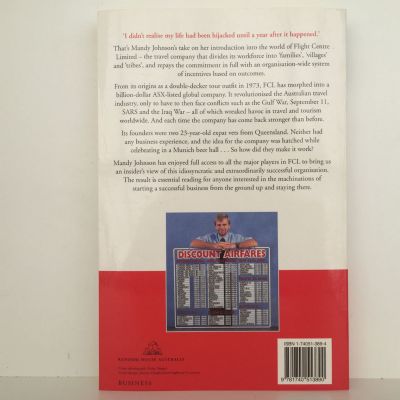 'I didn't realise my life had been hijacked until a year after it happened.'
That's Mandy Johnson's take on her introduction into the world of Flight Centre
Limited – the travel company that divides its workforce into 'families', 'villages'
and 'tribes', and repays the commitment in full with an organisation-wide system
of incentives based on outcomes.
From its origins as a double-decker tour outfit in 1973, FCL has morphed into a
billion-dollar ASX-listed global company. It revolutionised the Australian travel
industry, only to have to then face conflicts such as the Gulf War, September 11,
SARS and the Iraq War – all of which wreaked havoc in travel and tourism
worldwide. And each time the company has come back stronger than before.
Its founders were two 23-year-old expat vets from Queensland. Neither had
any business experience, and the idea for the company was hatched while
celebrating in a Munich beer hall . . . So how did they make it work?
Mandy Johnson has enjoyed full access to all the major players in FCL to bring us
an insider's view of this idiosyncratic and extraordinarily successful organisation.
The result is essential reading for anyone interested in the machinations of
starting a successful business from the ground up and staying there.
DISCOUNT AIRFARES
RANDOM HOUSE AUSTRALIA
BUSINESS
ISBN 1-74051-389-4
9781740513890